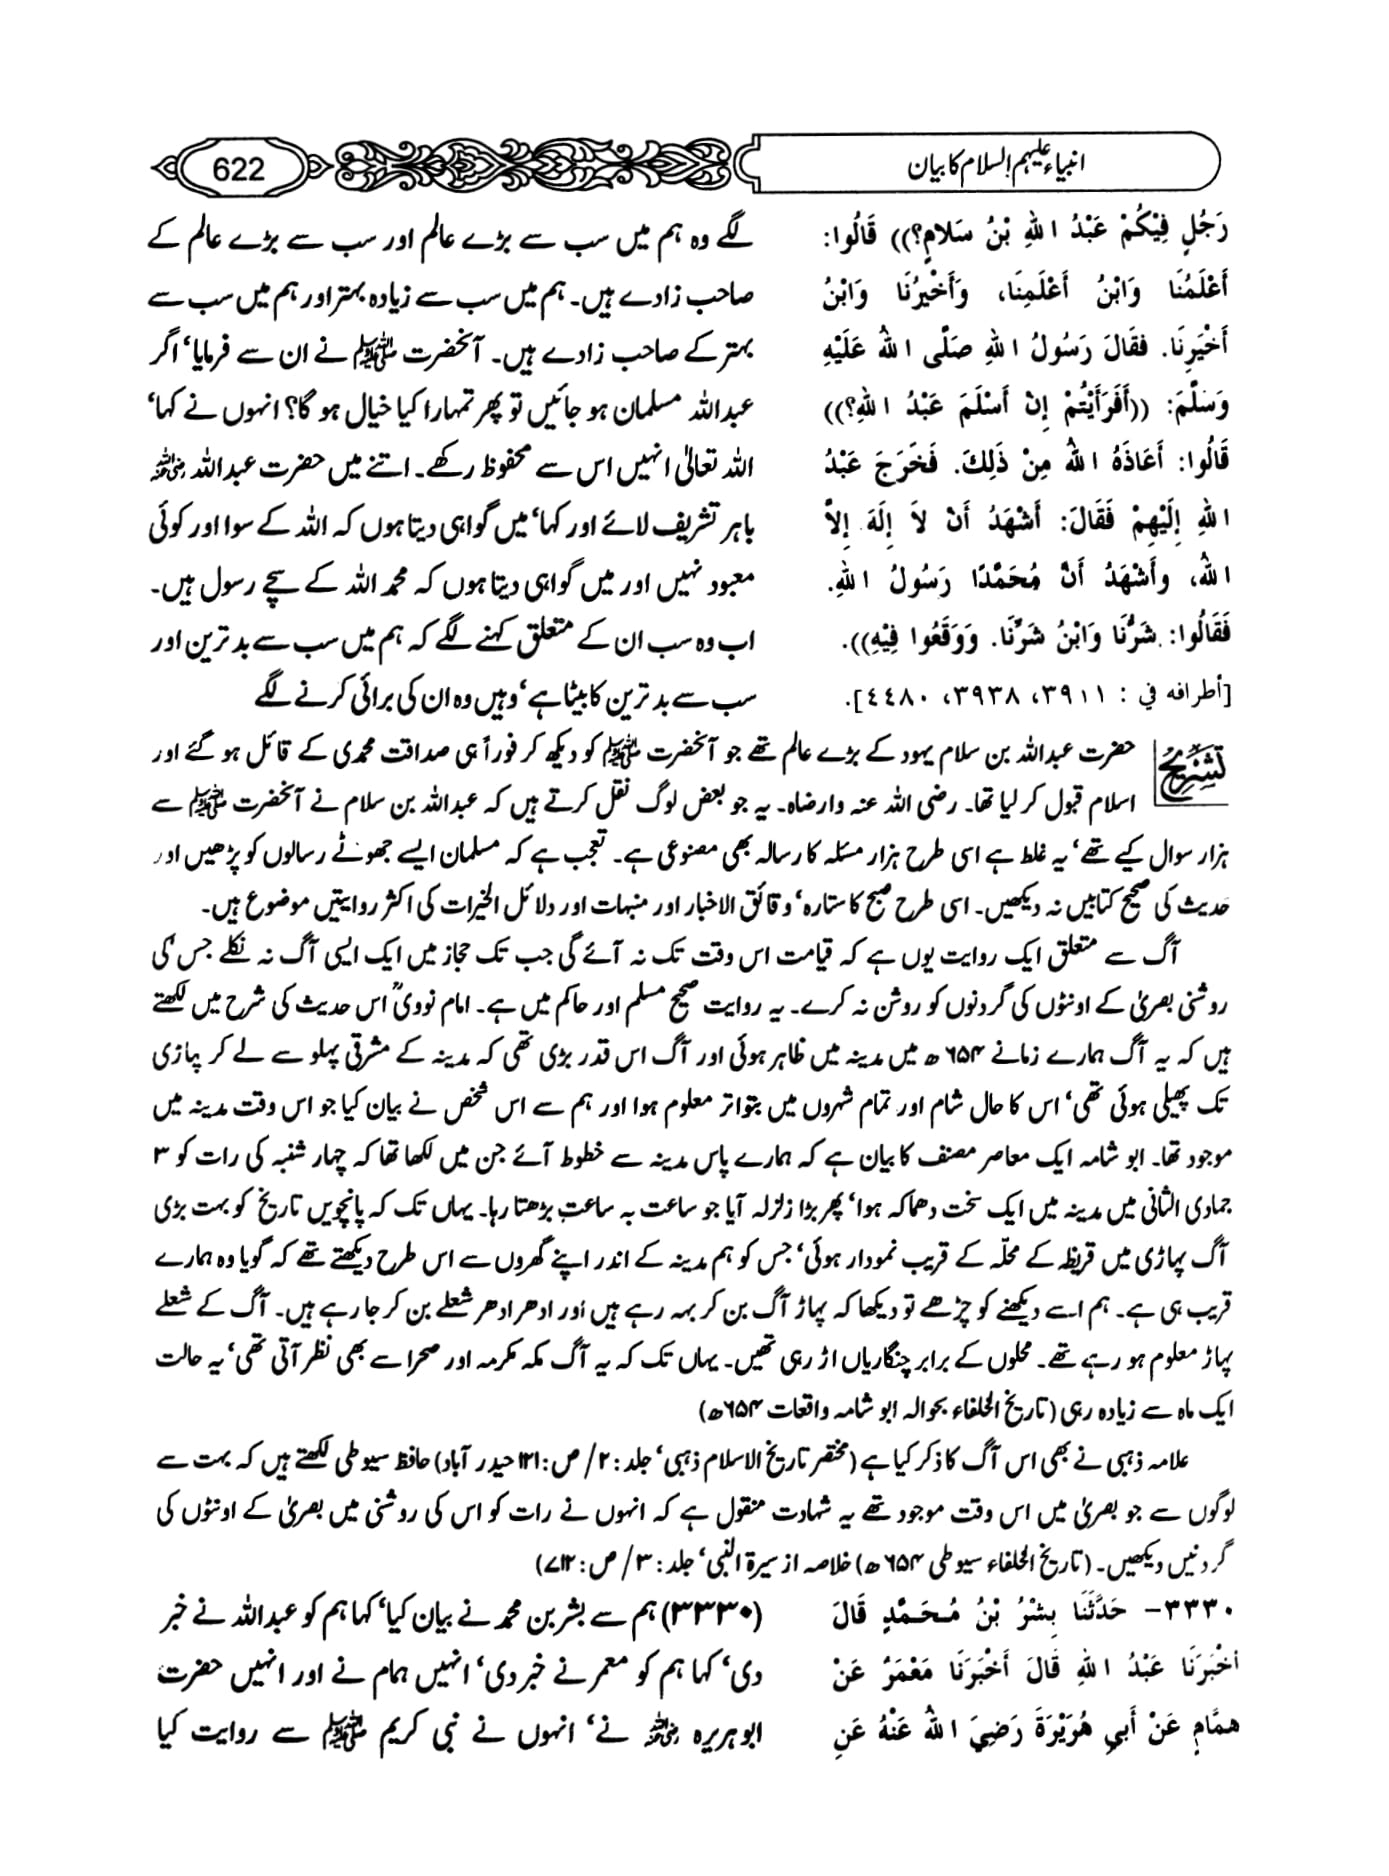 622
انبیاء علیہم السلام کا بیان
رَجُلٍ فِيْكُمْ عَبْدُ اللهِ بْنُ سَلاَمٍ؟)) قَالُوا:
أَعْلَمُنَا وَابْنُ أَعْلَمِنَا، وَأَخْيَرُنَا وَابْنُ
أَخْيَرِنَا. فَقَالَ رَسُولُ اللهِ صَلَّى اللهُ عَلَيْهِ
وَسَلَّمَ: ((أَفَرَأَيْتُمْ إِنْ أَسْلَمَ عَبْدُ اللهِ؟))
قَالُوا: أَعَاذَهُ اللهُ مِنْ ذَلِكَ. فَخَرَجَ عَبْدُ
اللهِ إِلَيْهِمْ فَقَالَ: أَشْهَدُ أَنْ لاَ إِلَهَ إِلاَّ
اللهُ، وَأَشْهَدُ أَنَّ مُحَمَّدًا رَسُولُ اللهِ.
فَقَالُوا: شَرُّنَا وَابْنُ شَرِّنَا. وَوَقَعُوا فِيْهِ)).
[أطرافه في : ٣٩١١، ٣٩٣٨، ٤٤٨٠].
لگے وہ ہم میں سب سے بڑے عالم اور سب سے بڑے عالم کے
صاحب زادے ہیں۔ ہم میں سب سے زیادہ بہتر اور ہم میں سب سے
بہتر کے صاحب زادے ہیں۔ آنحضرت ﷺ نے ان سے فرمایا‘ اگر
عبداللہ مسلمان ہو جائیں تو پھر تمہارا کیا خیال ہو گا؟ انہوں نے کہا‘
اللہ تعالیٰ انہیں اس سے محفوظ رکھے۔ اتنے میں حضرت عبداللہ رضی اللہ عنہ
باہر تشریف لائے اور کہا‘ میں گواہی دیتا ہوں کہ اللہ کے سوا اور کوئی
معبود نہیں اور میں گواہی دیتا ہوں کہ محمد اللہ کے سچے رسول ہیں۔
اب وہ سب ان کے متعلق کہنے لگے کہ ہم میں سب سے بدترین اور
سب سے بدترین کا بیٹا ہے‘ وہیں وہ ان کی برائی کرنے لگے
تشریح حضرت عبداللہ بن سلام یہود کے بڑے عالم تھے جو آنحضرت ﷺ کو دیکھ کر فوراً ہی صداقت محمدی کے قائل ہو گئے اور
اسلام قبول کر لیا تھا۔ رضی اللہ عنہ وارضاہ۔ یہ جو بعض لوگ نقل کرتے ہیں کہ عبداللہ بن سلام نے آنحضرت ﷺ سے
ہزار سوال کیے تھے‘ یہ غلط ہے اسی طرح ہزار مسئلہ کا رسالہ بھی مصنوعی ہے۔ تعجب ہے کہ مسلمان ایسے جھوٹے رسالوں کو پڑھیں اور
حدیث کی صحیح کتابیں نہ دیکھیں۔ اسی طرح صبح کا ستارہ‘ وقائق الاخبار اور منبہات اور دلائل الخیرات کی اکثر روایتیں موضوع ہیں۔
آگ سے متعلق ایک روایت یوں ہے کہ قیامت اس وقت تک نہ آئے گی جب تک حجاز میں ایک ایسی آگ نہ نکلے جس کی
روشنی بصریٰ کے اونٹوں کی گردنوں کو روشن نہ کرے۔ یہ روایت صحیح مسلم اور حاکم میں ہے۔ امام نوویؒ اس حدیث کی شرح میں لکھتے
ہیں کہ یہ آگ ہمارے زمانے ۶۵۴ ھ میں مدینہ میں ظاہر ہوئی اور آگ اس قدر بڑی تھی کہ مدینہ کے مشرقی پہلو سے لے کر پہاڑی
تک پھیلی ہوئی تھی‘ اس کا حال شام اور تمام شہروں میں بتواتر معلوم ہوا اور ہم سے اس شخص نے بیان کیا جو اس وقت مدینہ میں
موجود تھا۔ ابو شامہ ایک معاصر مصنف کا بیان ہے کہ ہمارے پاس مدینہ سے خطوط آئے جن میں لکھا تھا کہ چہار شنبہ کی رات کو ۳
جمادی الثانی میں مدینہ میں ایک سخت دھماکہ ہوا‘ پھر بڑا زلزلہ آیا جو ساعت بہ ساعت بڑھتا رہا۔ یہاں تک کہ پانچویں تاریخ کو بہت بڑی
آگ پہاڑی میں قریظہ کے محلّہ کے قریب نمودار ہوئی‘ جس کو ہم مدینہ کے اندر اپنے گھروں سے اس طرح دیکھتے تھے کہ گویا وہ ہمارے
قریب ہی ہے۔ ہم اسے دیکھنے کو چڑھے تو دیکھا کہ پہاڑ آگ بن کر بہہ رہے ہیں اور ادھر ادھر شعلے بن کر جا رہے ہیں۔ آگ کے شعلے
پہاڑ معلوم ہو رہے تھے۔ محلوں کے برابر چنگاریاں اڑ رہی تھیں۔ یہاں تک کہ یہ آگ مکہ مکرمہ اور صحرا سے بھی نظر آتی تھی‘ یہ حالت
ایک ماہ سے زیادہ رہی (تاریخ الخلفاء بحوالہ ابو شامہ واقعات ۶۵۴ھ)
علامہ ذہبی نے بھی اس آگ کا ذکر کیا ہے (مختصر تاریخ الاسلام ذہبی‘ جلد : ۲/ ص : ۱۲۱ حیدر آباد) حافظ سیوطی لکھتے ہیں کہ بہت سے
لوگوں سے جو بصریٰ میں اس وقت موجود تھے یہ شہادت منقول ہے کہ انہوں نے رات کو اس کی روشنی میں بصریٰ کے اونٹوں کی
گردنیں دیکھیں۔ (تاریخ الخلفاء سیوطی ۶۵۴ ھ) خلاصہ از سیرۃ النبی‘ جلد : ۳/ ص : ۷۱۲)
٣٣٣٠- حَدَّثَنَا بِشْرُ بْنُ مُحَمَّدٍ قَالَ
أَخْبَرَنَا عَبْدُ اللهِ قَالَ أَخْبَرَنَا مَعْمَرٌ عَنْ
هَمَّامٍ عَنْ أَبِي هُرَيْرَةَ رَضِيَ اللهُ عَنْهُ عَنِ
(۳۳۳۰) ہم سے بشر بن محمد نے بیان کیا‘ کہا ہم کو عبداللہ نے خبر
دی‘ کہا ہم کو معمر نے خبر دی‘ انہیں ہمام نے اور انہیں حضرت
ابو ہریرہ رضی اللہ عنہ نے‘ انہوں نے نبی کریم ﷺ سے روایت کیا